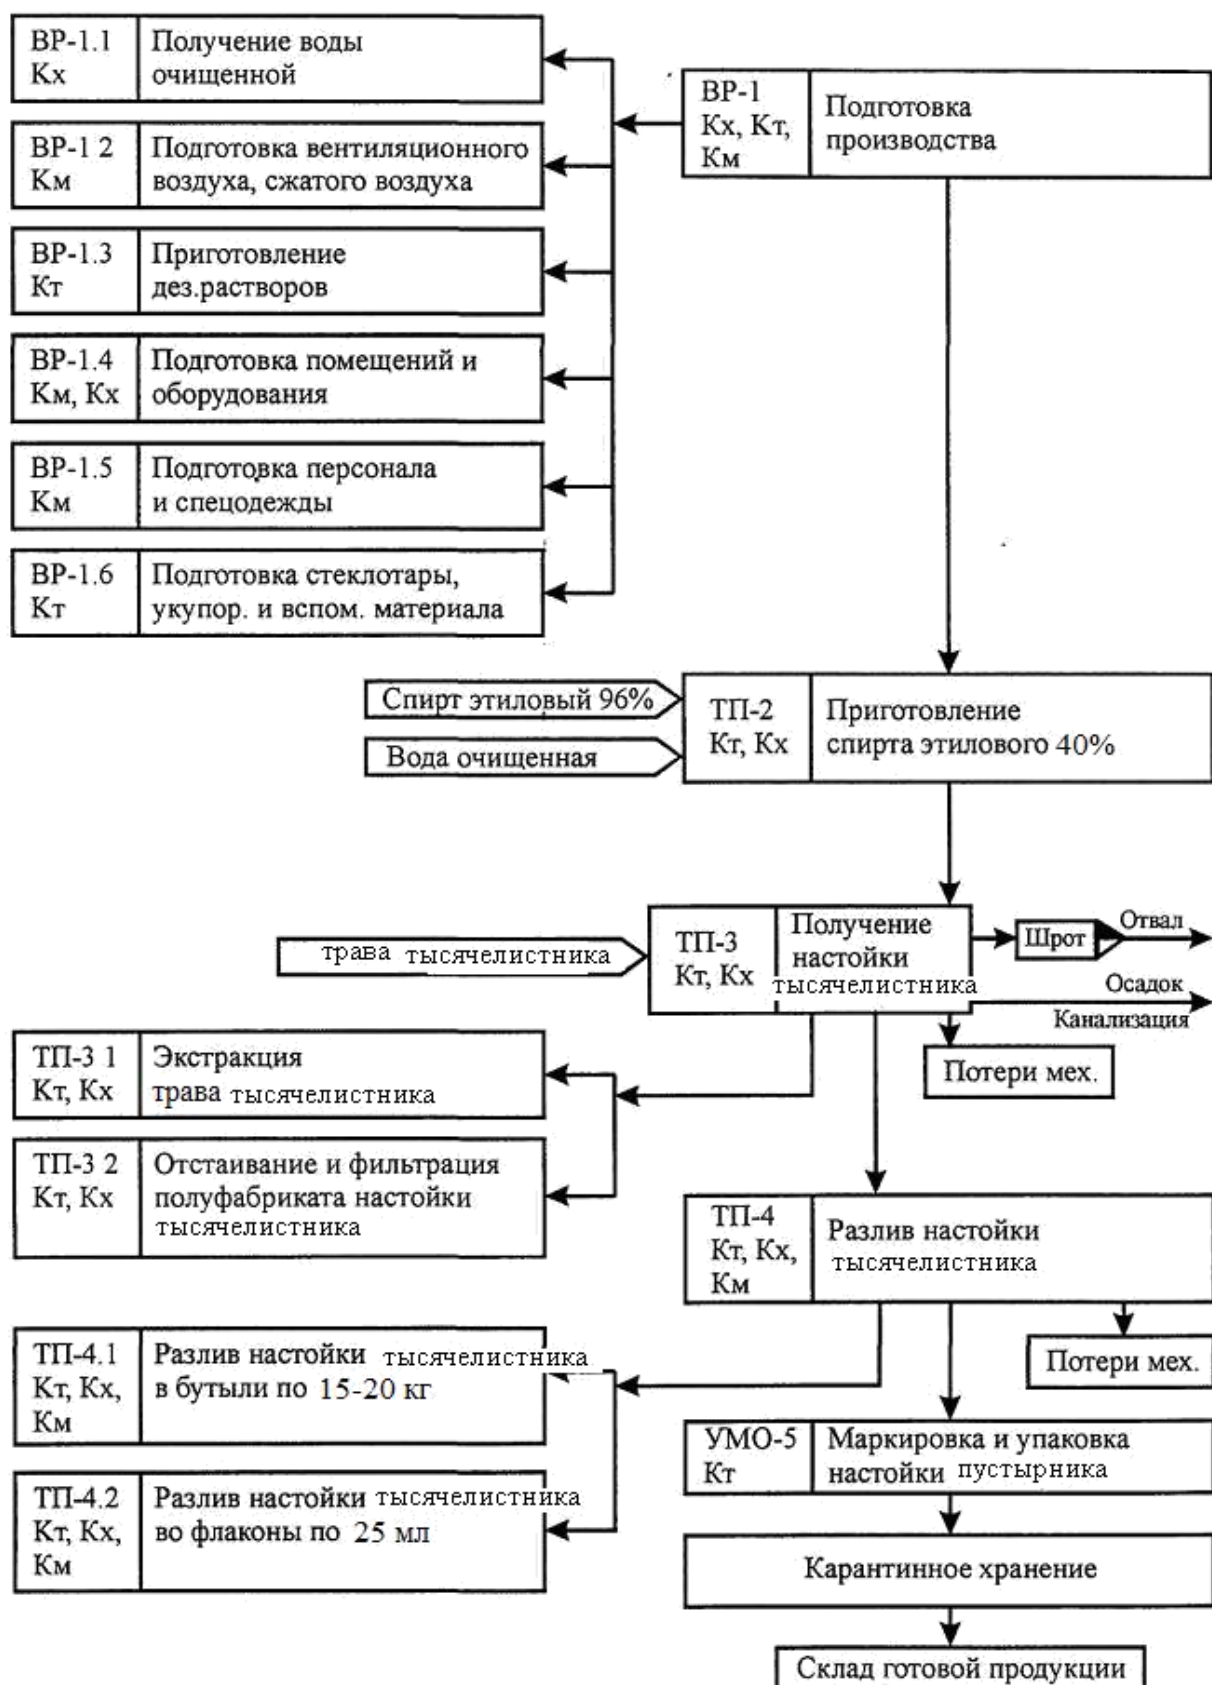 ВР-1.1
Кх
Получение воды
очищенной
ВР-1
Кх, Кт,
Км
Подготовка
производства
ВР-1 2
Км
Подготовка вентиляционного
воздуха, сжатого воздуха
ВР-1.3
Кт
Приготовление
дез.растворов
ВР-1.4
Км, Кх
Подготовка помещений и
оборудования
ВР-1.5
Км
Подготовка персонала
и спецодежды
ВР-1.6
Кт
Подготовка стеклотары,
укупор. и вспом. материала
Спирт этиловый 96%
Вода очищенная
ТП-2
Кт, Кх
Приготовление
спирта этилового 40%
трава тысячелистника
ТП-3
Кт, Кх
Получение
настойки
тысячелистника
Шрот
Отвал
Осадок
Канализация
Потери мех.
ТП-3 1
Кт, Кх
Экстракция
трава тысячелистника
ТП-3 2
Кт, Кх
Отстаивание и фильтрация
полуфабриката настойки
тысячелистника
ТП-4
Кт, Кх,
Км
Разлив настойки
тысячелистника
Потери мех.
ТП-4.1
Кт, Кх,
Км
Разлив настойки тысячелистника
в бутыли по 15-20 кг
УМО-5
Кт
Маркировка и упаковка
настойки пустырника
ТП-4.2
Кт, Кх,
Км
Разлив настойки тысячелистника
во флаконы по 25 мл
Карантинное хранение
Склад готовой продукции